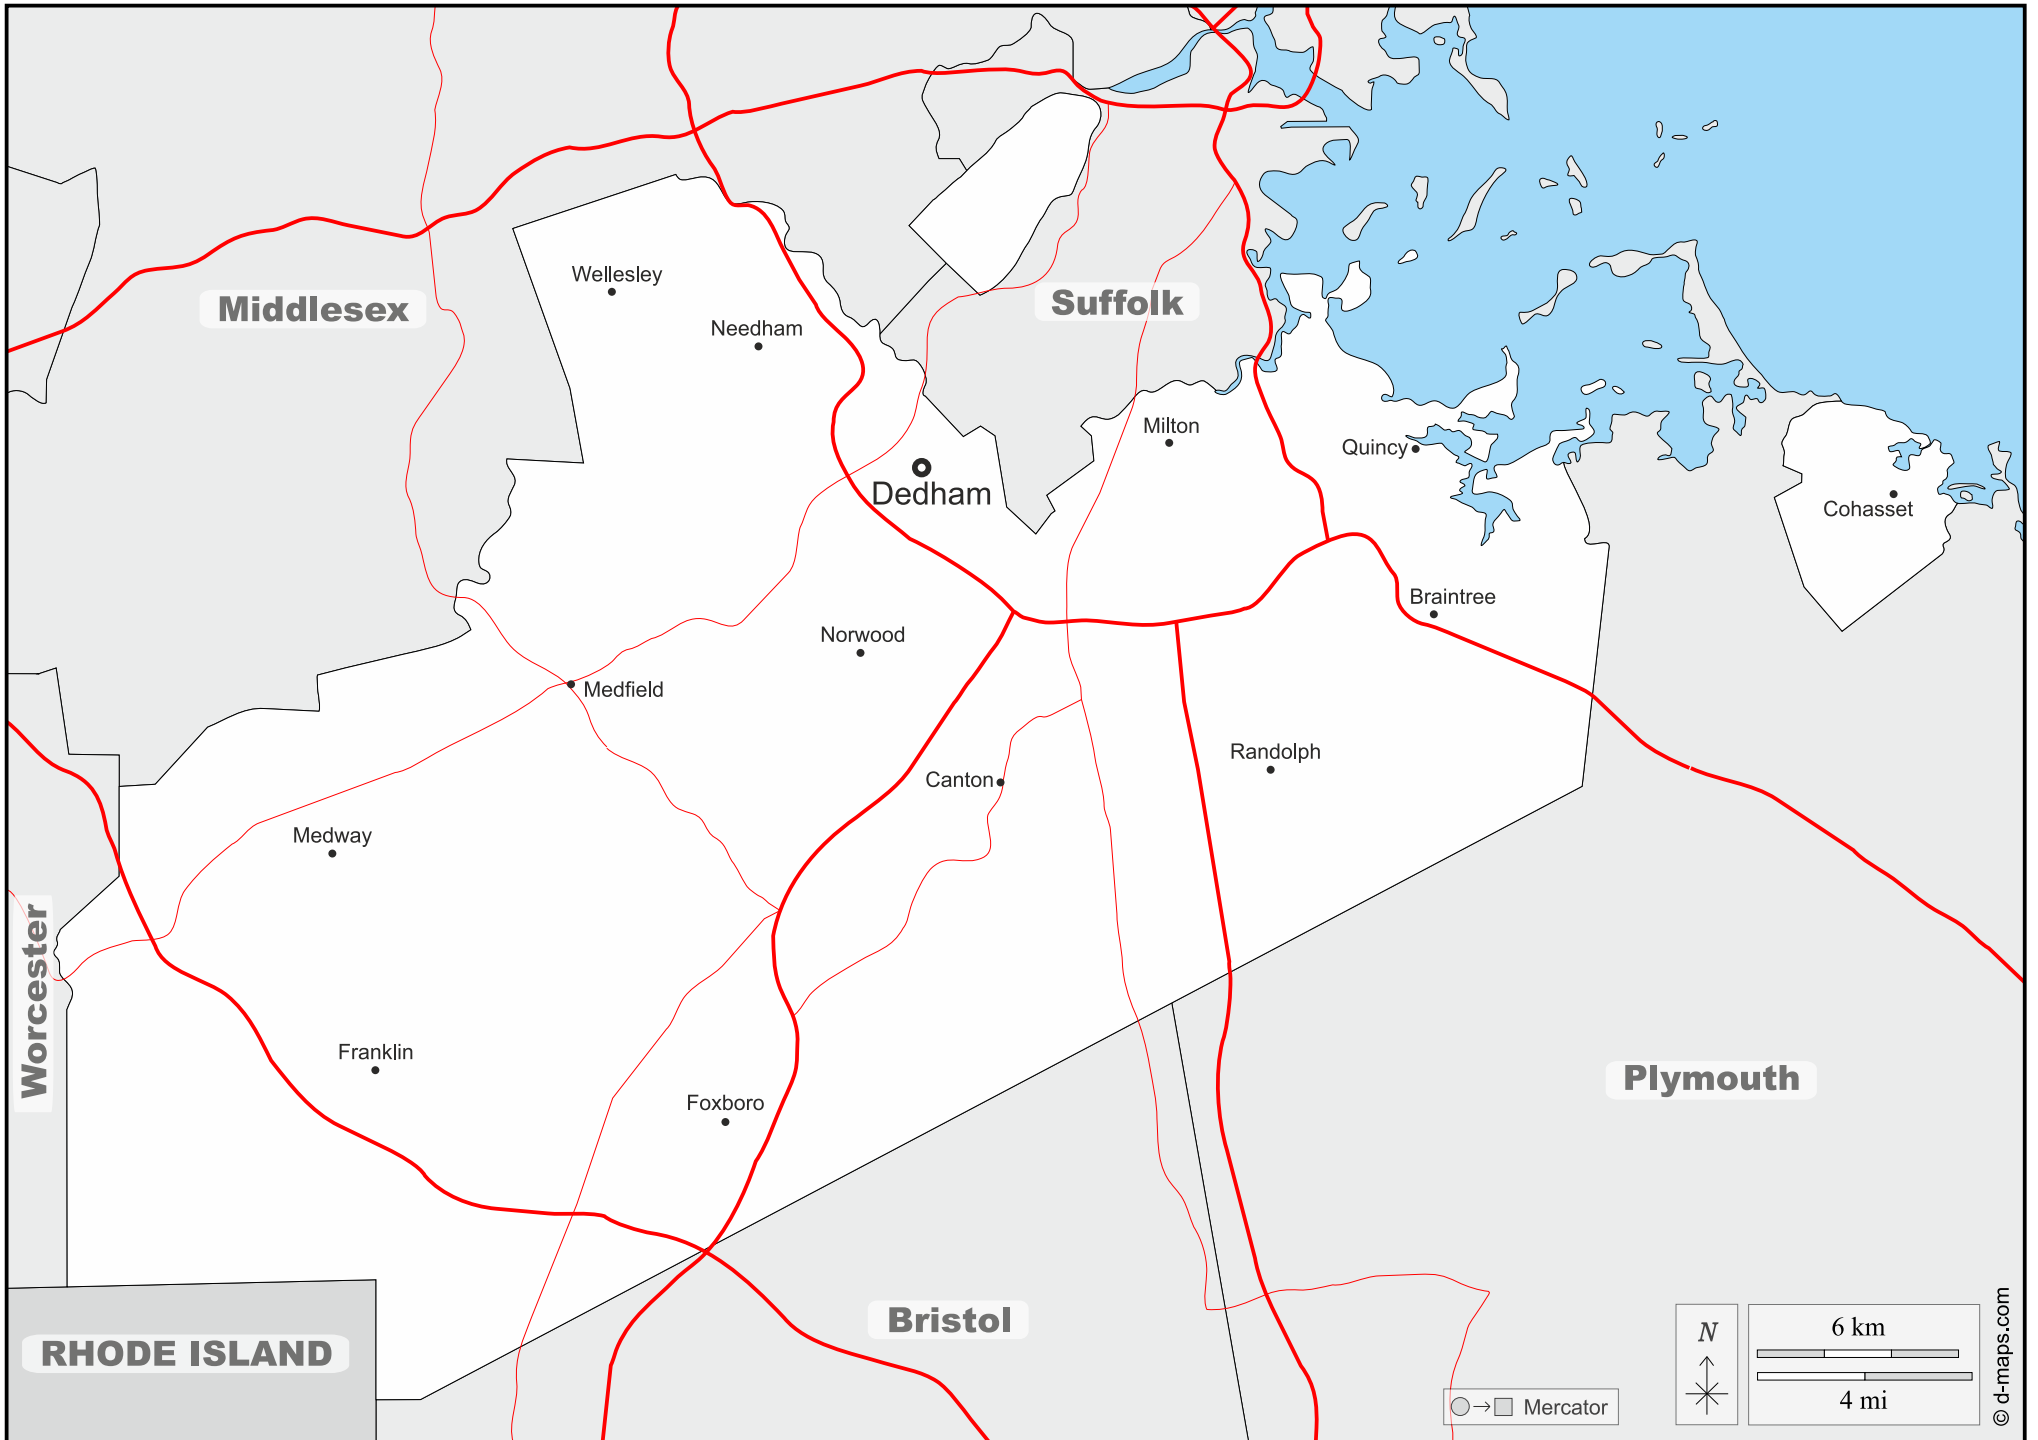 Wellesley
Middlesex
Suffolk
Needham
Milton
Quincy
Dedham
Cohasset
Braintree
Norwood
Medfield
Randolph
Canton
Medway
Worcester
Franklin
Plymouth
Foxboro
Bristol
RHODE ISLAND
N
6 km
4 mi
Mercator
© d-maps.com